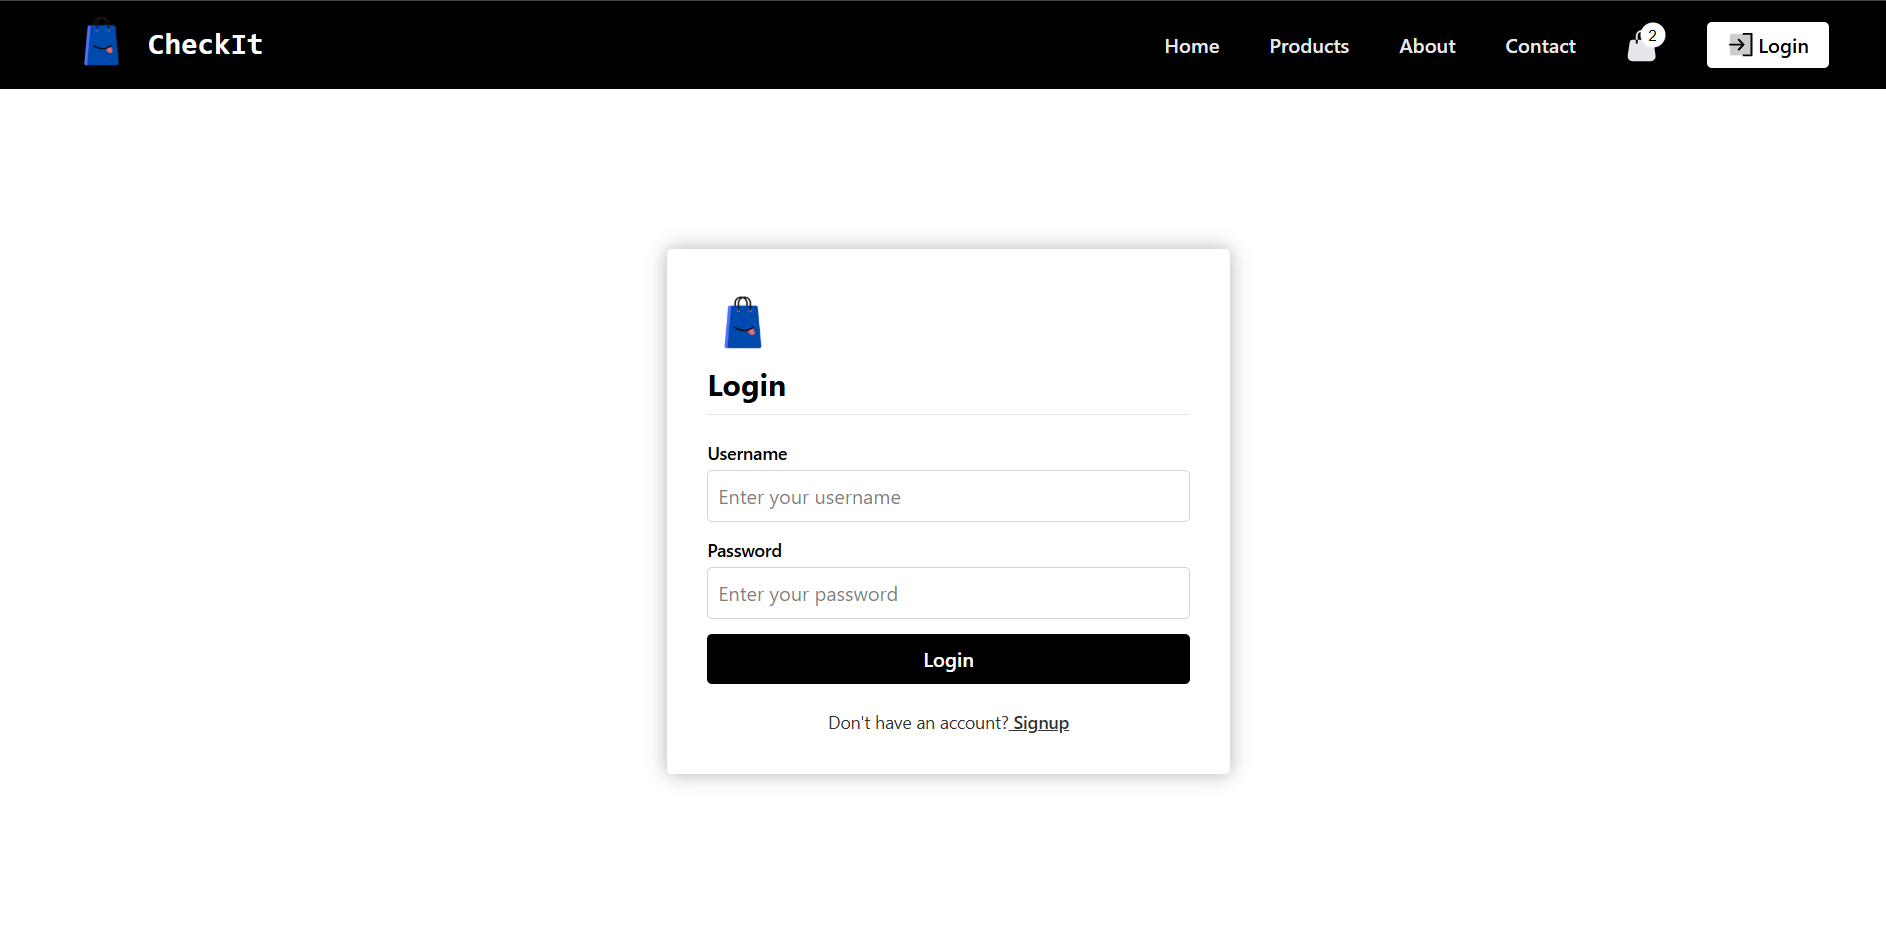 CheckIt
Home Products About Contact 2 Login
Login
Username
Enter your username
Password
Enter your password
Login
Don't have an account? Signup